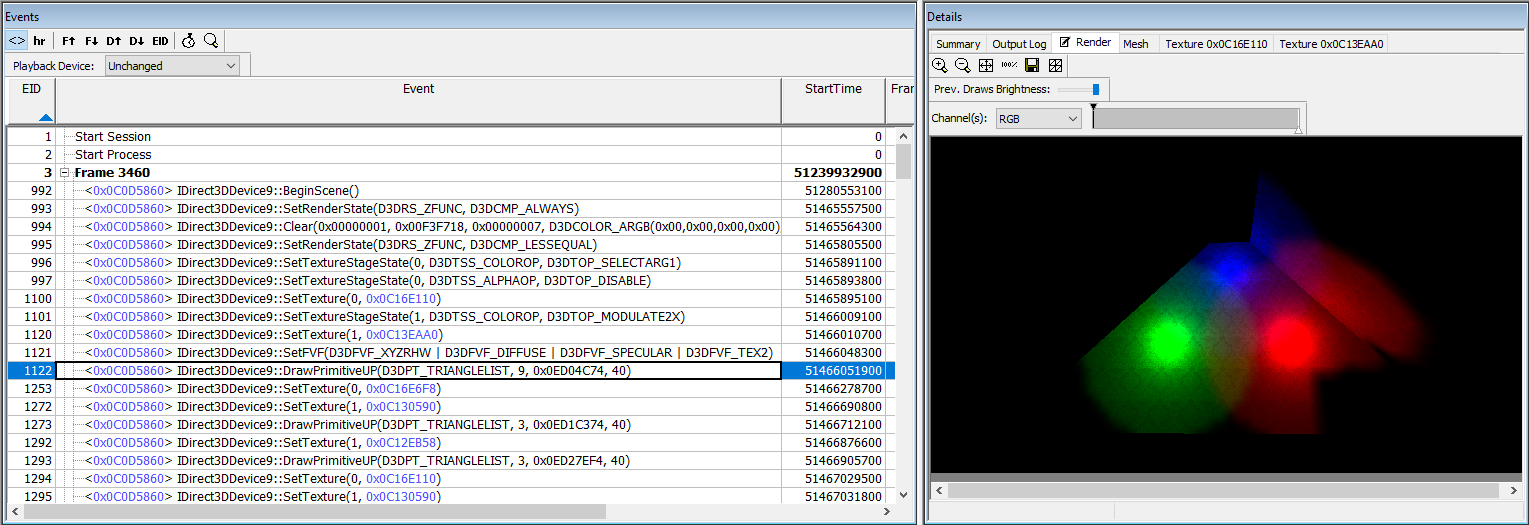 Events
<> hr F↑ F↓ D↑ D↓ EID
Playback Device: Unchanged
EID Event StartTime Frar
1 Start Session 0
2 Start Process 0
3 Frame 3460 51239932900
992 <0x0C0D5860> IDirect3DDevice9::BeginScene() 51280553100
993 <0x0C0D5860> IDirect3DDevice9::SetRenderState(D3DRS_ZFUNC, D3DCMP_ALWAYS) 51465557500
994 <0x0C0D5860> IDirect3DDevice9::Clear(0x00000001, 0x00F3F718, 0x00000007, D3DCOLOR_ARGB(0x00,0x00,0x00,0x00) 51465564300
995 <0x0C0D5860> IDirect3DDevice9::SetRenderState(D3DRS_ZFUNC, D3DCMP_LESSEQUAL) 51465805500
996 <0x0C0D5860> IDirect3DDevice9::SetTextureStageState(0, D3DTSS_COLOROP, D3DTOP_SELECTARG1) 51465891100
997 <0x0C0D5860> IDirect3DDevice9::SetTextureStageState(0, D3DTSS_ALPHAOP, D3DTOP_DISABLE) 51465893800
1100 <0x0C0D5860> IDirect3DDevice9::SetTexture(0, 0x0C16E110) 51465895100
1101 <0x0C0D5860> IDirect3DDevice9::SetTextureStageState(1, D3DTSS_COLOROP, D3DTOP_MODULATE2X) 51466009100
1120 <0x0C0D5860> IDirect3DDevice9::SetTexture(1, 0x0C13EAA0) 51466010700
1121 <0x0C0D5860> IDirect3DDevice9::SetFVF(D3DFVF_XYZRHW | D3DFVF_DIFFUSE | D3DFVF_SPECULAR | D3DFVF_TEX2) 51466048300
1122 <0x0C0D5860> IDirect3DDevice9::DrawPrimitiveUP(D3DPT_TRIANGLELIST, 9, 0x0ED04C74, 40) 51466051900
1253 <0x0C0D5860> IDirect3DDevice9::SetTexture(0, 0x0C16E6F8) 51466278700
1272 <0x0C0D5860> IDirect3DDevice9::SetTexture(1, 0x0C130590) 51466690800
1273 <0x0C0D5860> IDirect3DDevice9::DrawPrimitiveUP(D3DPT_TRIANGLELIST, 3, 0x0ED1C374, 40) 51466712100
1292 <0x0C0D5860> IDirect3DDevice9::SetTexture(1, 0x0C12EB58) 51466876600
1293 <0x0C0D5860> IDirect3DDevice9::DrawPrimitiveUP(D3DPT_TRIANGLELIST, 3, 0x0ED27EF4, 40) 51466905700
1294 <0x0C0D5860> IDirect3DDevice9::SetTexture(0, 0x0C16E110) 51467029500
1295 <0x0C0D5860> IDirect3DDevice9::SetTexture(1, 0x0C130590) 51467031800
Details
Summary Output Log Render Mesh Texture 0x0C16E110 Texture 0x0C13EAA0
100%
Prev. Draws Brightness:
Channel(s): RGB